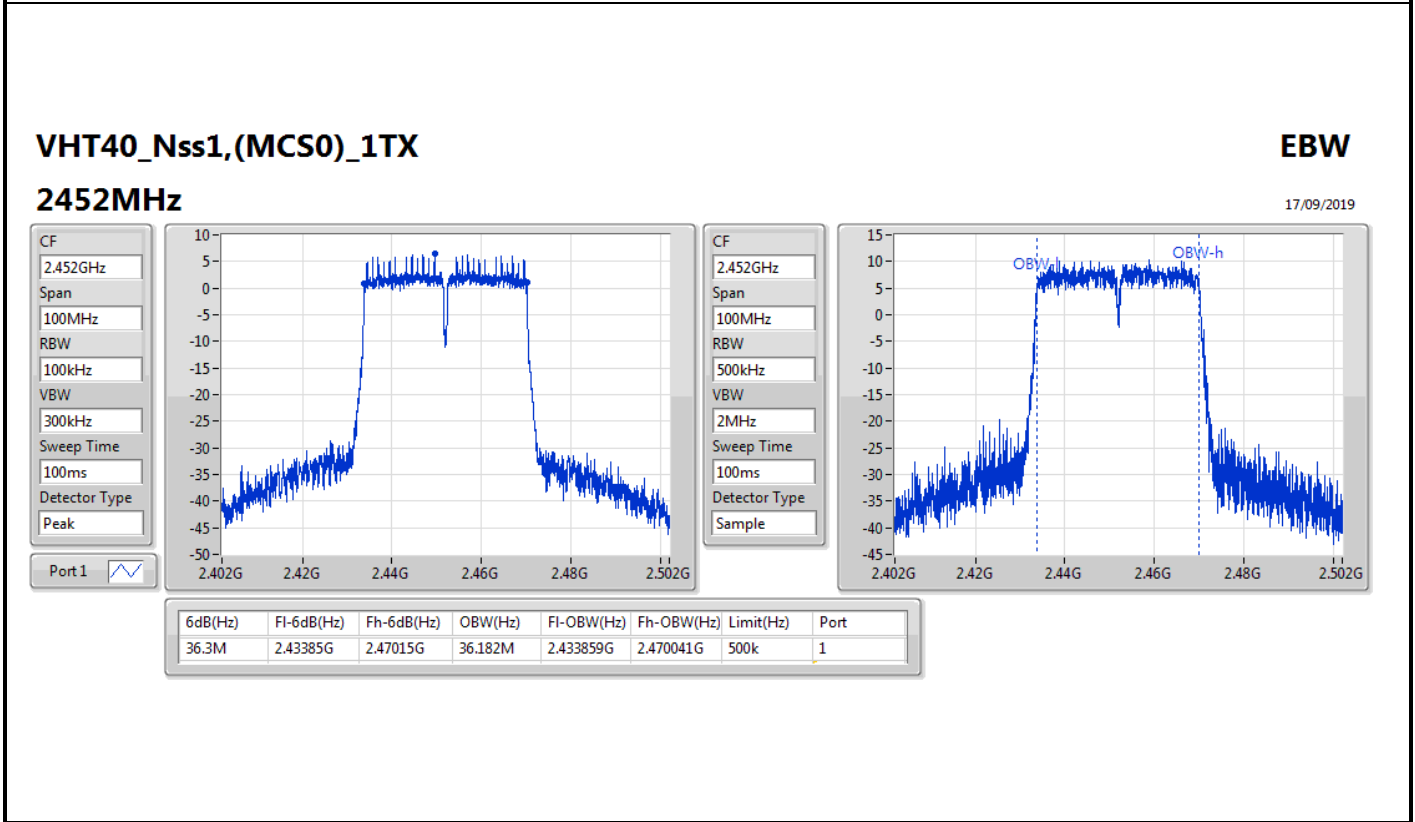 VHT40_Nss1,(MCS0)_1TX EBW
2452MHz 17/09/2019
CF
2.452GHz
Span
100MHz
RBW
100kHz
VBW
300kHz
Sweep Time
100ms
Detector Type
Peak
Port 1
10
5
0
-5
-10
-15
-20
-25
-30
-35
-40
-45
-50
2.402G 2.42G 2.44G 2.46G 2.48G 2.502G
CF
2.452GHz
Span
100MHz
RBW
500kHz
VBW
2MHz
Sweep Time
100ms
Detector Type
Sample
15
10
5
0
-5
-10
-15
-20
-25
-30
-35
-40
-45
OBW-l OBW-h
2.402G 2.42G 2.44G 2.46G 2.48G 2.502G
6dB(Hz) Fl-6dB(Hz) Fh-6dB(Hz) OBW(Hz) Fl-OBW(Hz) Fh-OBW(Hz) Limit(Hz) Port
36.3M 2.43385G 2.47015G 36.182M 2.433859G 2.470041G 500k 1